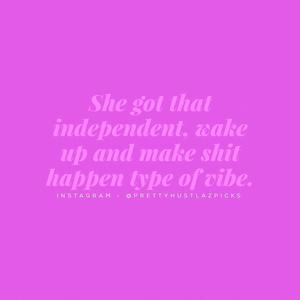 She got that
independent, wake
up and make shit
happen type of vibe.
INSTAGRAM - @PRETTYHUSTLAZPICKS